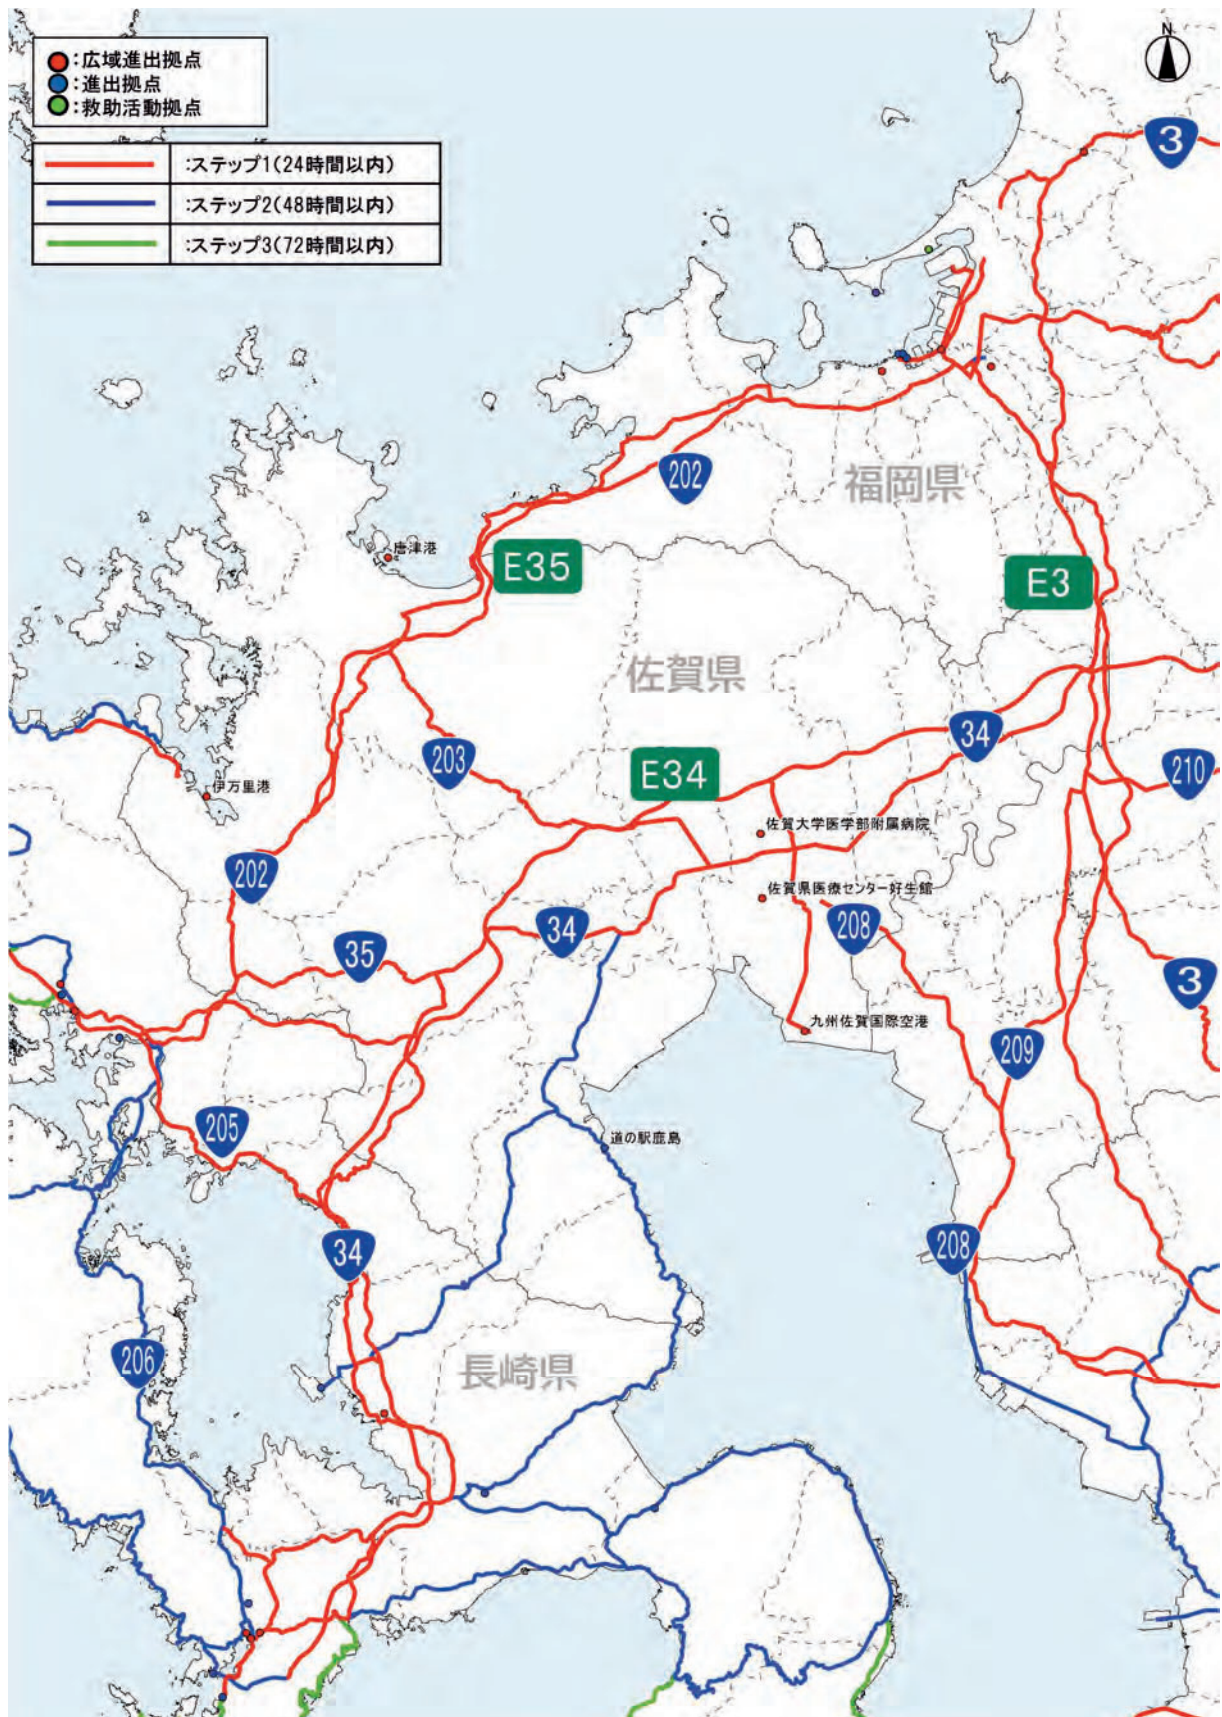 N
:広域進出拠点
:進出拠点
:救助活動拠点
:ステップ1(24時間以内)
:ステップ2(48時間以内)
:ステップ3(72時間以内)
3
202
福岡県
唐津港
E35
E3
佐賀県
203
34
E34
210
伊万里港
佐賀大学医学部附属病院
202
佐賀県医療センター好生館
34
208
35
3
九州佐賀国際空港
209
205
道の駅鹿島
34
208
206
長崎県